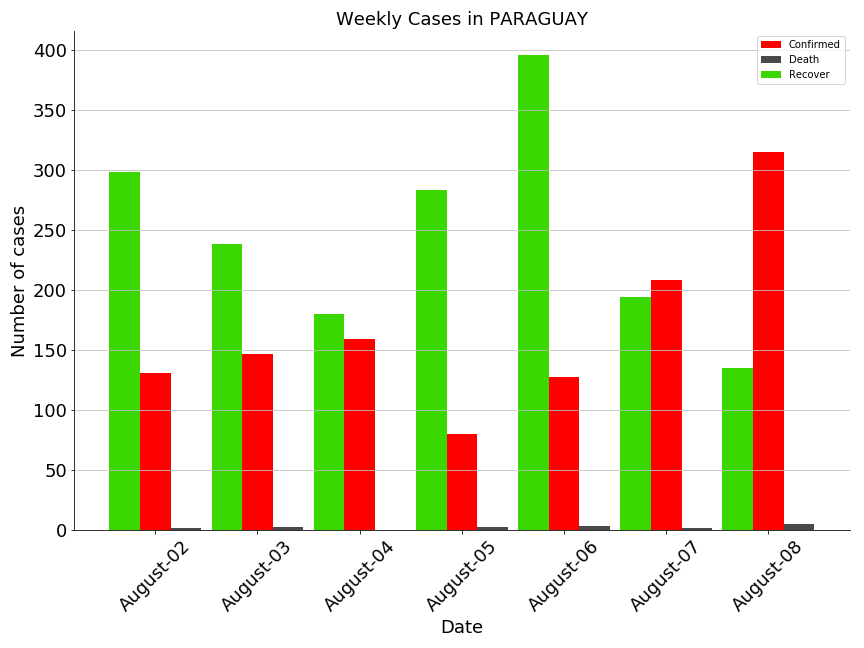 Weekly Cases in PARAGUAY
Confirmed
Death
Recover
Number of cases
400
350
300
250
200
150
100
50
0
August-02
August-03
August-04
August-05
August-06
August-07
August-08
Date